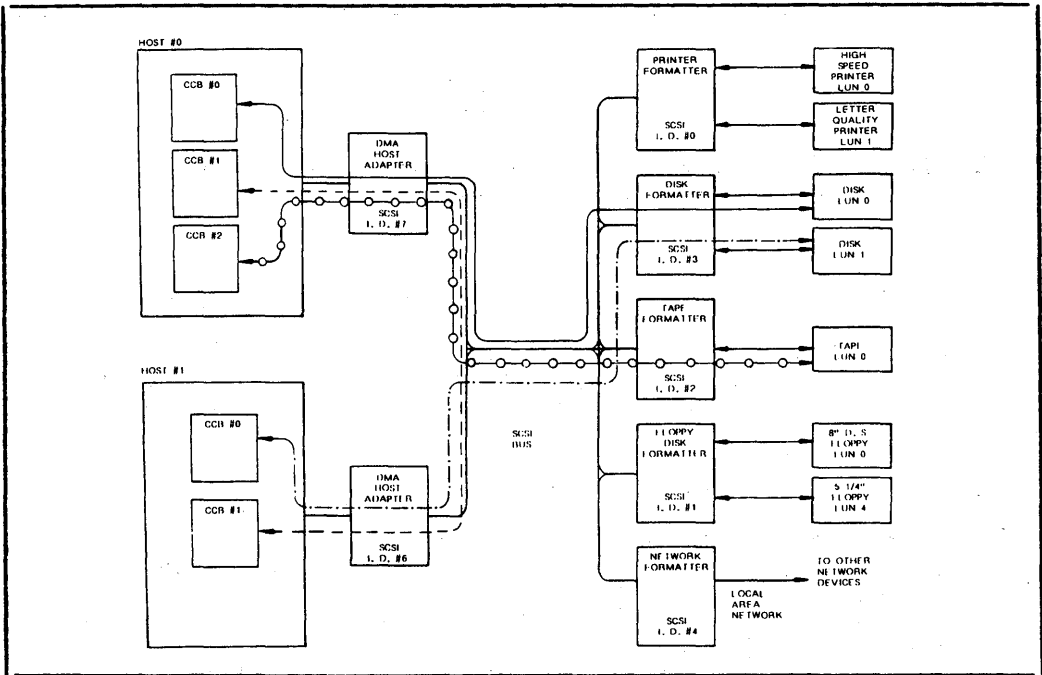 HOST #0
CCB #0
CCB #1
CCB #2
DMA
HOST
ADAPTER
SCSI
I. D. #7
HOST #1
CCB #0
CCB #1
DMA
HOST
ADAPTER
SCSI
I. D. #6
SCSI
BUS
PRINTER
FORMATTER
SCSI
I. D. #0
HIGH
SPEED
PRINTER
LUN 0
LETTER
QUALITY
PRINTER
LUN 1
DISK
FORMATTER
SCSI
I. D. #3
DISK
LUN 0
DISK
LUN 1
TAPE
FORMATTER
SCSI
I. D. #2
TAPE
LUN 0
FLOPPY
DISK
FORMATTER
SCSI
I. D. #1
8" D. S
FLOPPY
LUN 0
5 1/4"
FLOPPY
LUN 4
NETWORK
FORMATTER
SCSI
I. D. #4
LOCAL
AREA
NETWORK
TO OTHER
NETWORK
DEVICES